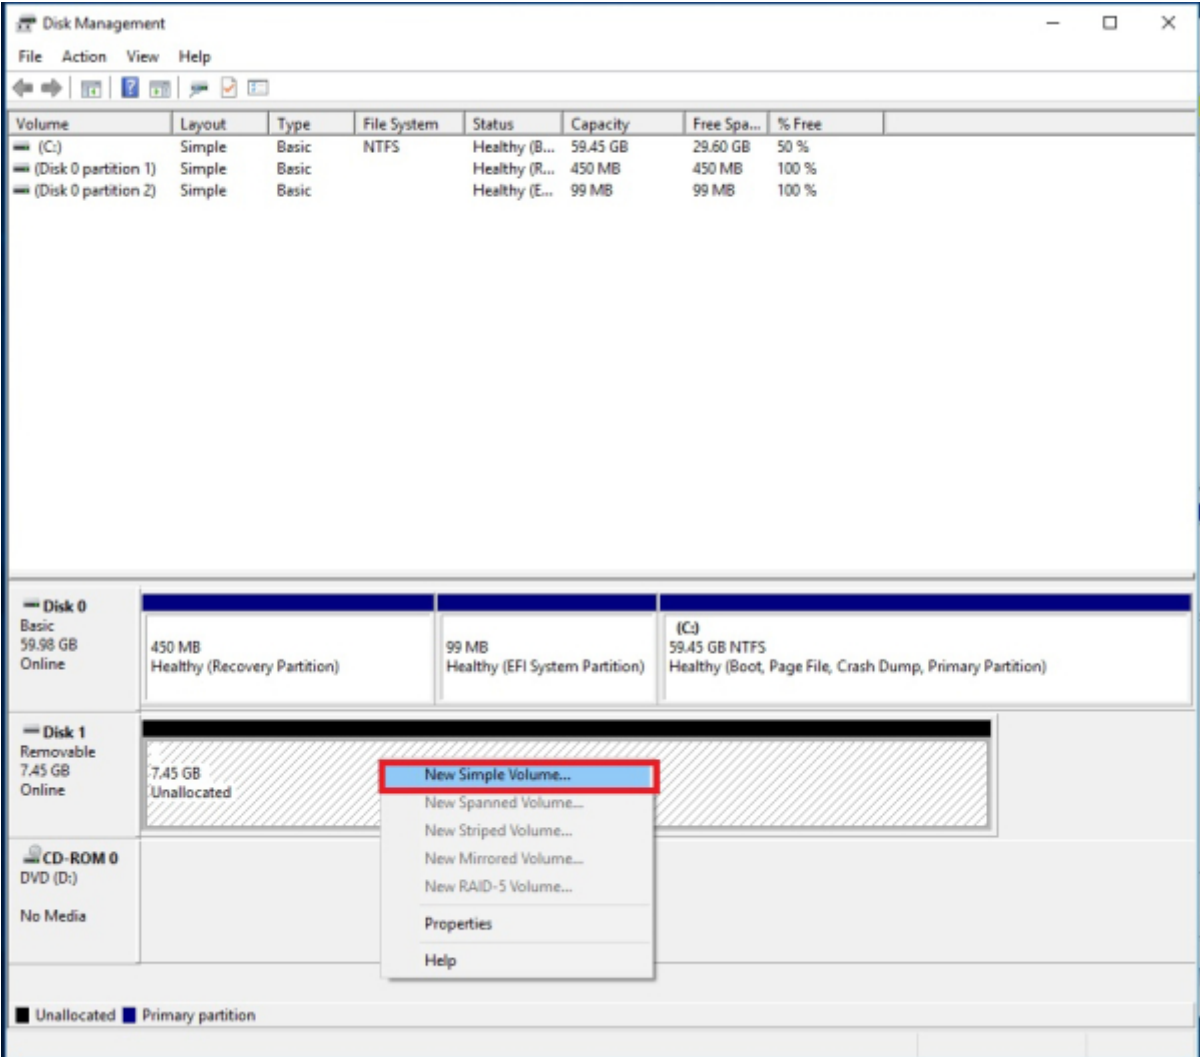 Disk Management
File Action View Help
Volume Layout Type File System Status Capacity Free Spa... % Free
(C:) Simple Basic NTFS Healthy (B... 59.45 GB 29.60 GB 50 %
(Disk 0 partition 1) Simple Basic Healthy (R... 450 MB 450 MB 100 %
(Disk 0 partition 2) Simple Basic Healthy (E... 99 MB 99 MB 100 %
Disk 0
Basic
59.98 GB
Online
450 MB
Healthy (Recovery Partition)
99 MB
Healthy (EFI System Partition)
(C:)
59.45 GB NTFS
Healthy (Boot, Page File, Crash Dump, Primary Partition)
Disk 1
Removable
7.45 GB
Online
7.45 GB
Unallocated
New Simple Volume...
New Spanned Volume...
New Striped Volume...
New Mirrored Volume...
New RAID-5 Volume...
Properties
Help
CD-ROM 0
DVD (D:)
No Media
Unallocated Primary partition